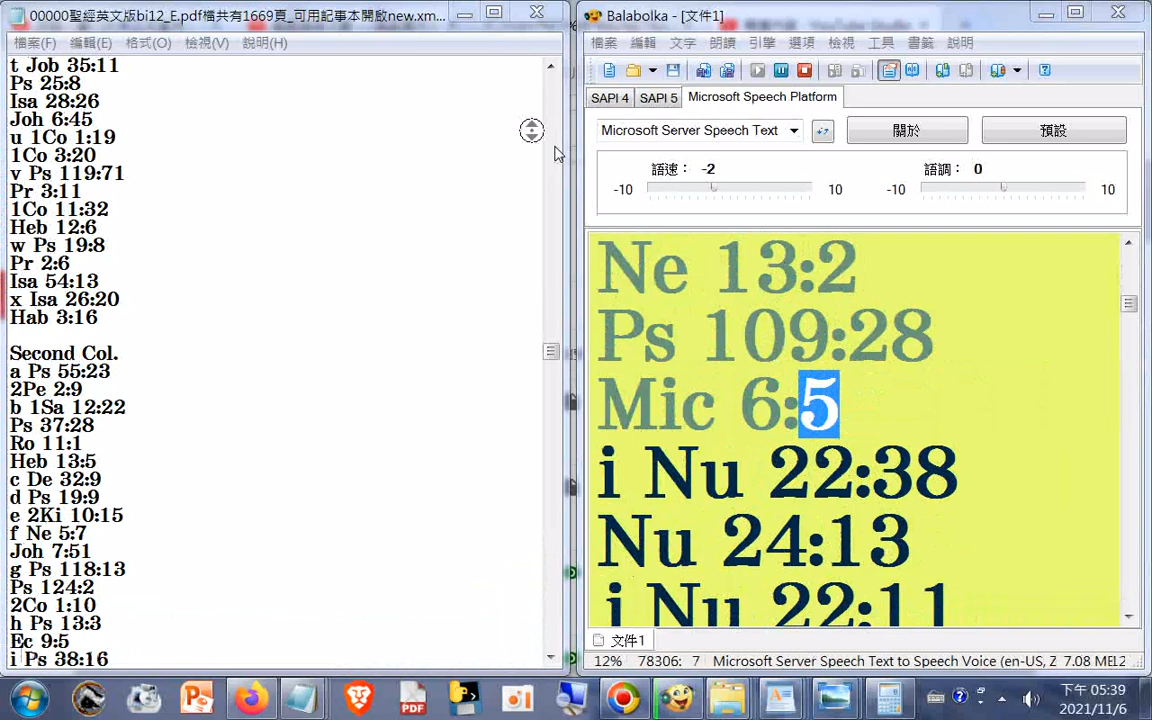 00000聖經英文版bi12_E.pdf檔共有1669頁_可用記事本開啟new.xm...
檔案(F) 編輯(E) 格式(O) 檢視(V) 說明(H)
t Job 35:11
Ps 25:8
Isa 28:26
Joh 6:45
u 1Co 1:19
1Co 3:20
v Ps 119:71
Pr 3:11
1Co 11:32
Heb 12:6
w Ps 19:8
Pr 2:6
Isa 54:13
x Isa 26:20
Hab 3:16
Second Col.
a Ps 55:23
2Pe 2:9
b 1Sa 12:22
Ps 37:28
Ro 11:1
Heb 13:5
c De 32:9
d Ps 19:9
e 2Ki 10:15
f Ne 5:7
Joh 7:51
g Ps 118:13
Ps 124:2
2Co 1:10
h Ps 13:3
Ec 9:5
i Ps 38:16
Balabolka - [文件1]
檔案 編輯 文字 朗讀 引擎 選項 檢視 工具 書籤 說明
SAPI 4 SAPI 5 Microsoft Speech Platform
Microsoft Server Speech Text 關於 預設
語速： -2 語調： 0
-10 10 -10 10
Ne 13:2
Ps 109:28
Mic 6:5
i Nu 22:38
Nu 24:13
i Nu 22:11
文件1
12% 78306: 7 Microsoft Server Speech Text to Speech Voice (en-US, Z 7.08 ME12
下午 05:39
2021/11/6